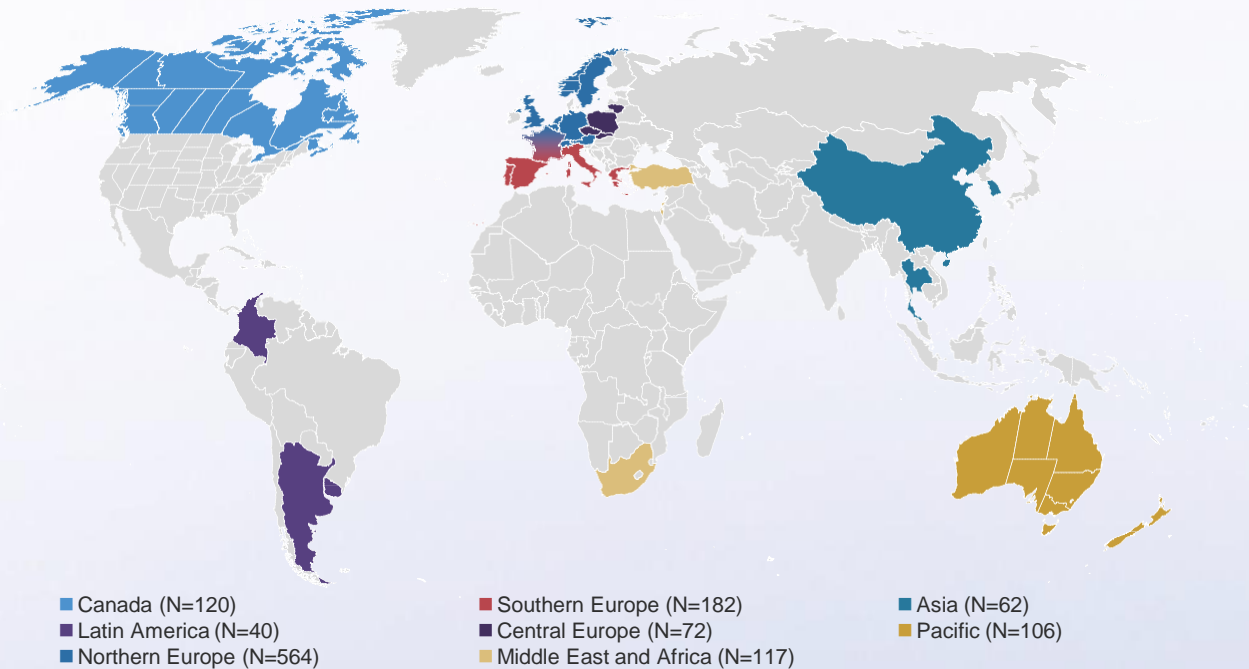 Canada (N=120)
Latin America (N=40)
Northern Europe (N=564)
Southern Europe (N=182)
Central Europe (N=72)
Middle East and Africa (N=117)
Asia (N=62)
Pacific (N=106)